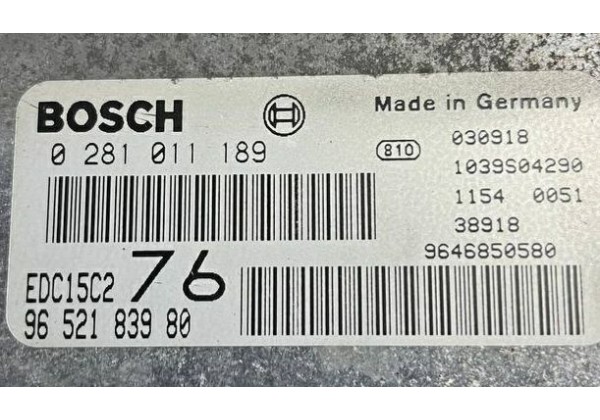 BOSCH
Made in Germany
0 281 011 189
810
030918
1039S04290
1154 0051
38918
9646850580
EDC15C2
76
96 521 839 80